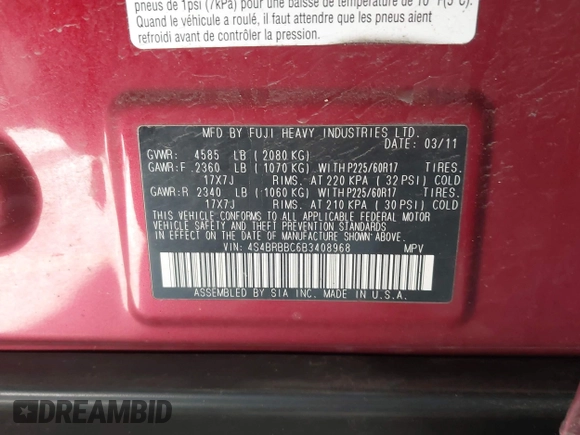 pneus de 1psi (7kPa) pour une baisse de température de 10°F(5°C).
Quand le véhicule a roulé, il faut attendre que les pneus aient
refroidi avant de contrôler la pression.
MFD BY FUJI HEAVY INDUSTRIES LTD.
DATE: 03/11
GVWR: 4585 LB (2080 KG)
GAWR:F 2360 LB (1070 KG) WITH P225/60R17 TIRES.
17X7J RIMS. AT 220 KPA (32 PSI) COLD
GAWR:R 2340 LB (1060 KG) WITH P225/60R17 TIRES.
17X7J RIMS. AT 210 KPA (30 PSI) COLD
THIS VEHICLE CONFORMS TO ALL APPLICABLE FEDERAL MOTOR
VEHICLE SAFETY AND BUMPER STANDARDS
IN EFFECT ON THE DATE OF MANUFACTURE SHOWN ABOVE.
VIN: 4S4BRBBC6B3408968 MPV
ASSEMBLED BY SIA INC. MADE IN U.S.A.
DREAMBID